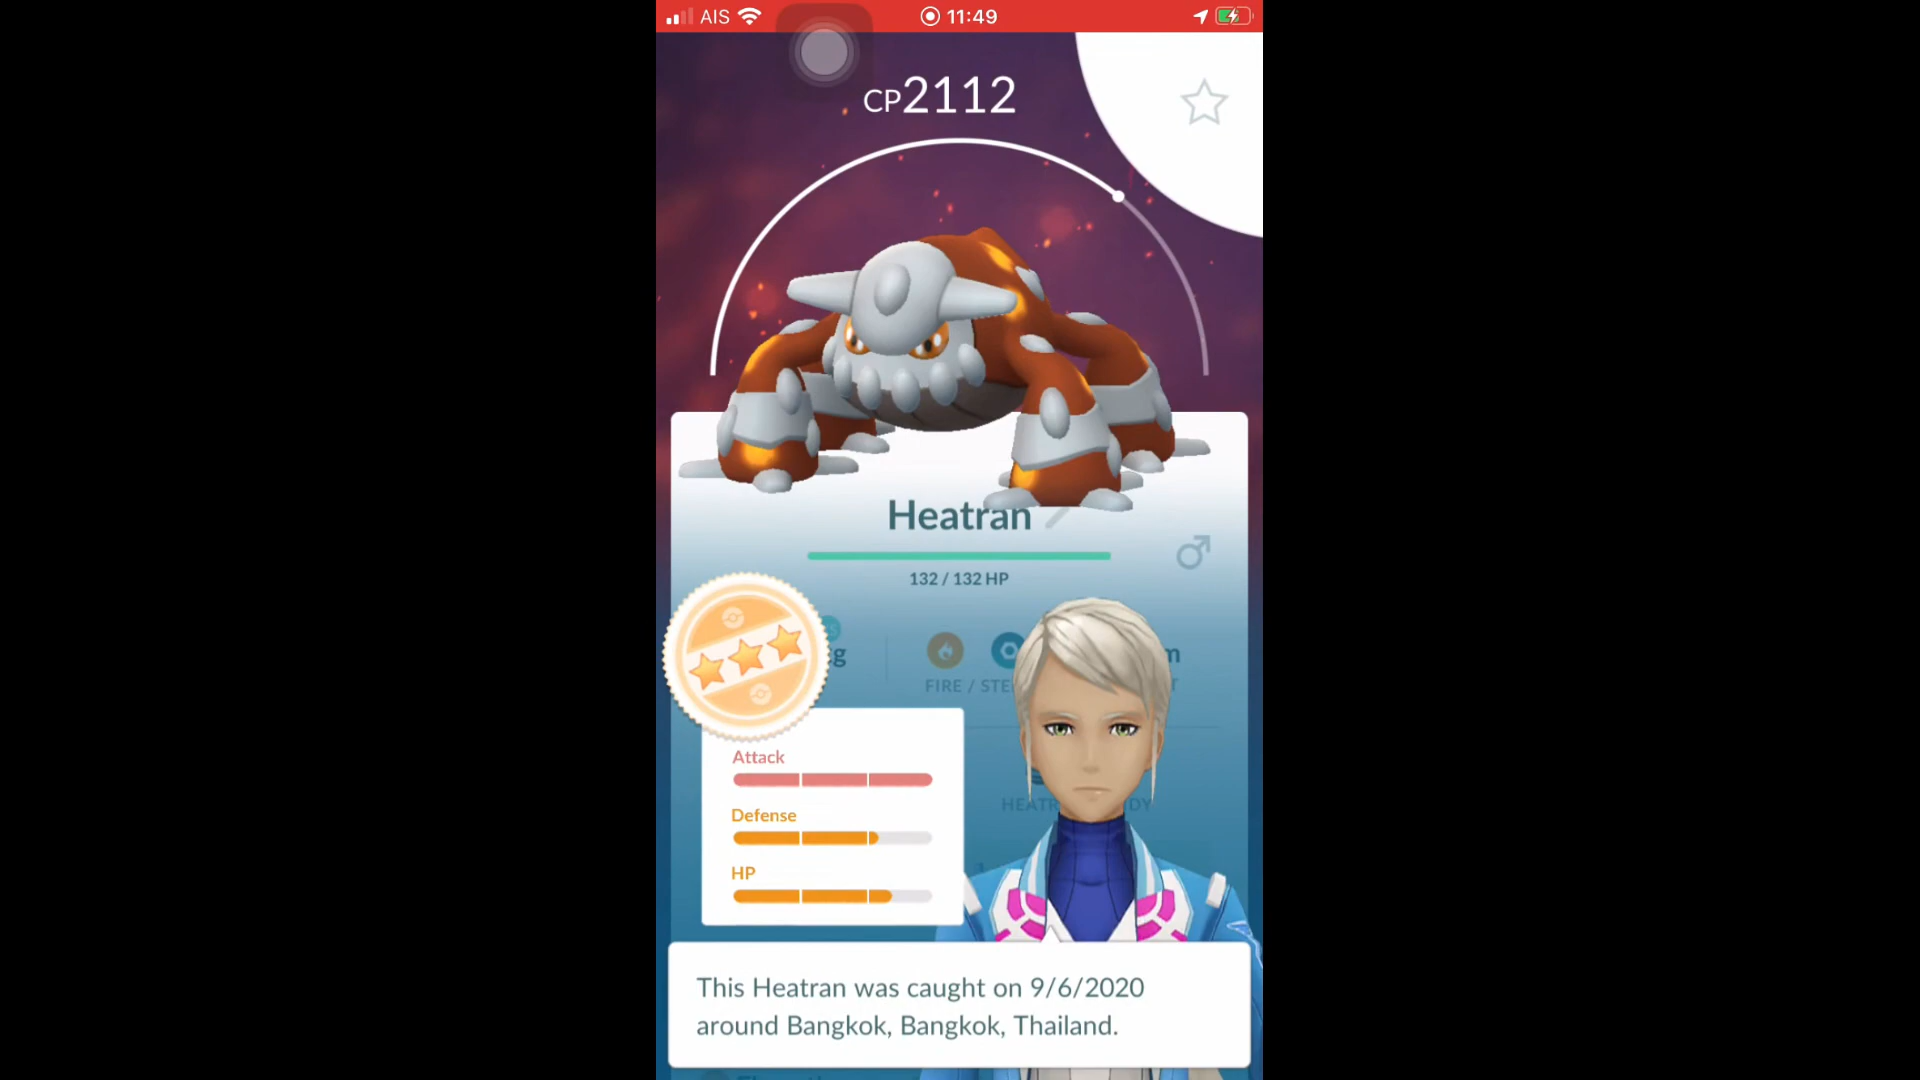 AIS 11:49
CP2112
Heatran
132 / 132 HP
FIRE / STE
Attack
Defense
HP
This Heatran was caught on 9/6/2020
around Bangkok, Bangkok, Thailand.